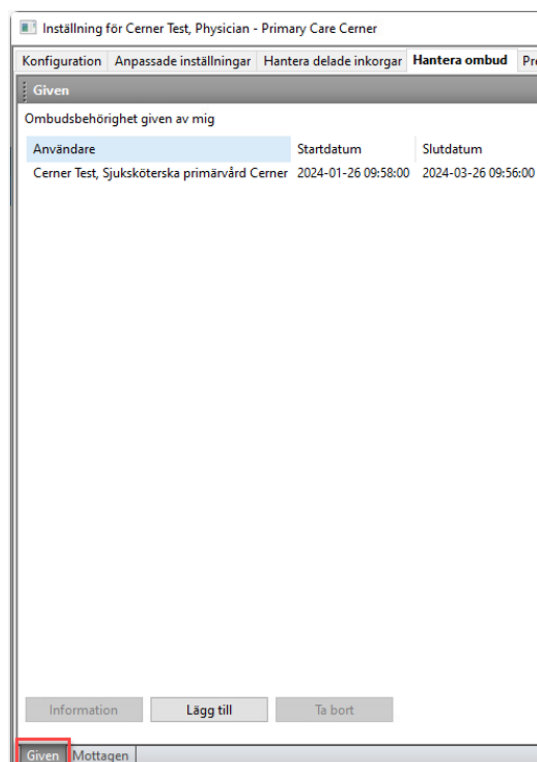 Inställning för Cerner Test, Physician - Primary Care Cerner
Konfiguration Anpassade inställningar Hantera delade inkorgar Hantera ombud Pr
Given
Ombudsbehörighet given av mig
Användare Startdatum Slutdatum
Cerner Test, Sjuksköterska primärvård Cerner 2024-01-26 09:58:00 2024-03-26 09:56:00
Information Lägg till Ta bort
Given Mottagen